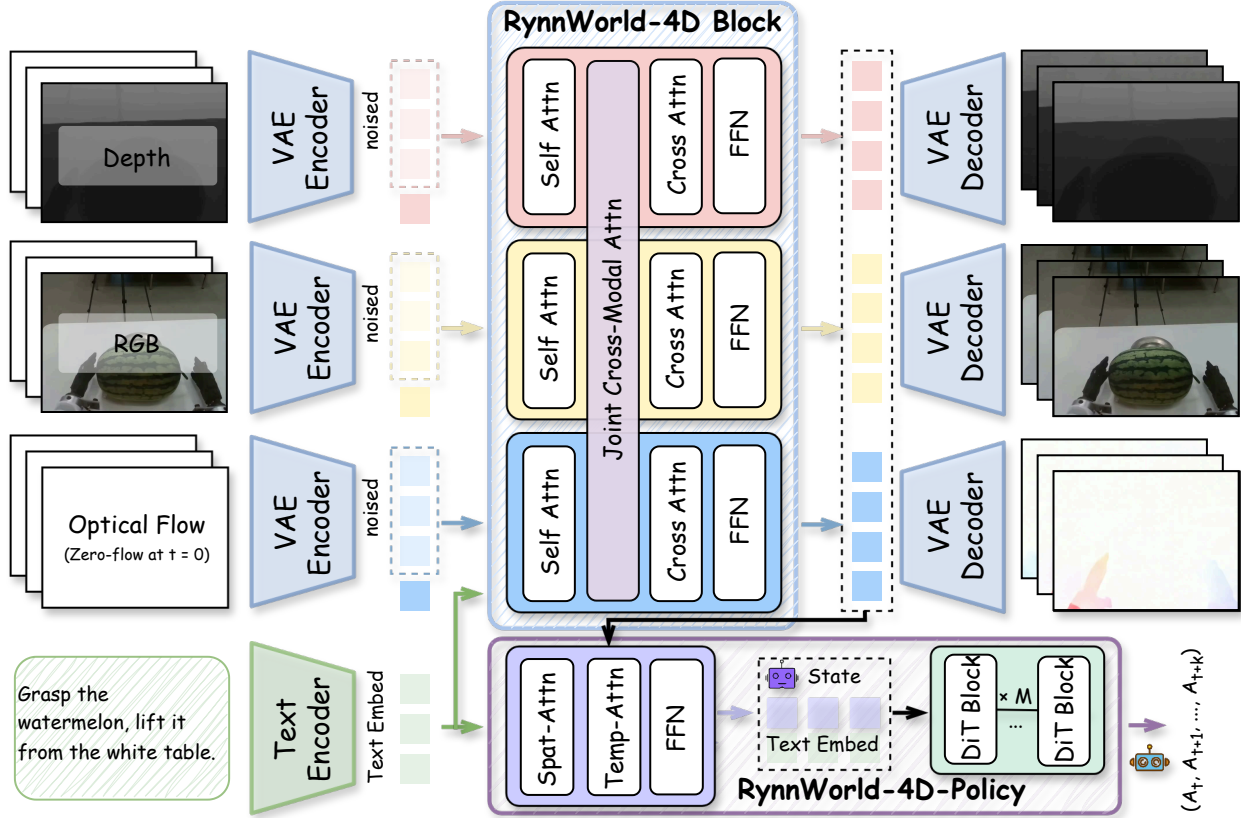 RynnWorld-4D Block
Depth
VAE
Encoder
noised
Self Attn
Cross Attn
FFN
VAE
Decoder
Joint Cross-Modal Attn
RGB
VAE
Encoder
noised
Self Attn
Cross Attn
FFN
VAE
Decoder
Optical Flow
(Zero-flow at t = 0)
VAE
Encoder
noised
Self Attn
Cross Attn
FFN
VAE
Decoder
Grasp the
watermelon, lift it
from the white table.
Text
Encoder
Text Embed
Spat-Attn
Temp-Attn
FFN
State
Text Embed
DiT Block
× M
...
DiT Block
(At, At+1, ..., At+k)
RynnWorld-4D-Policy